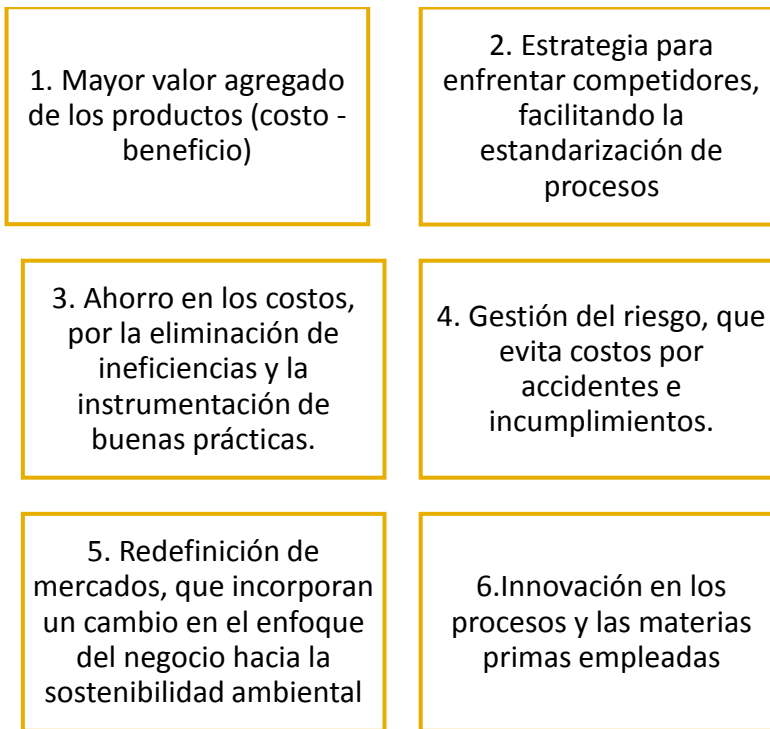 1. Mayor valor agregado
de los productos (costo -
beneficio)
2. Estrategia para
enfrentar competidores,
facilitando la
estandarización de
procesos
3. Ahorro en los costos,
por la eliminación de
ineficiencias y la
instrumentación de
buenas prácticas.
4. Gestión del riesgo, que
evita costos por
accidentes e
incumplimientos.
5. Redefinición de
mercados, que incorporan
un cambio en el enfoque
del negocio hacia la
sostenibilidad ambiental
6.Innovación en los
procesos y las materias
primas empleadas